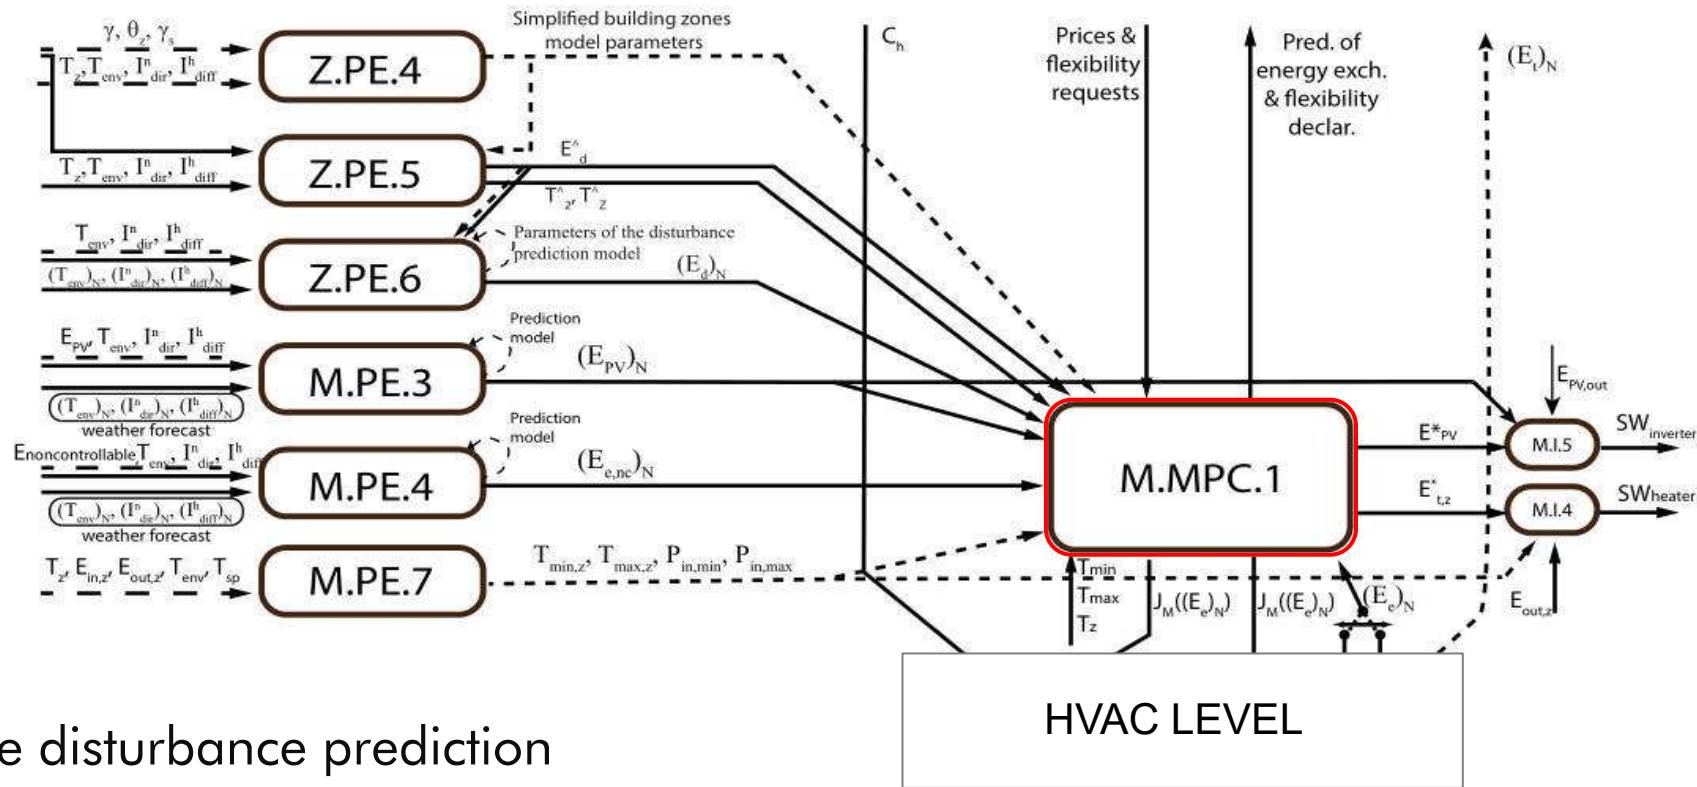 γ, θz, γs
Tz,Tenv, Indir, Ihdiff
Z.PE.4
Simplified building zones
model parameters
Ch
Prices &
flexibility
requests
Pred. of
energy exch.
& flexibility
declar.
(Et)N
Tz,Tenv, Indir, Ihdiff
Z.PE.5
E^d
T^z, T^z
Tenv, Indir, Ihdiff
(Tenv)N, (Indir)N, (Ihdiff)N
Z.PE.6
Parameters of the disturbance
prediction model
(Ed)N
EPV, Tenv, Indir, Ihdiff
(Tenv)N, (Indir)N, (Ihdiff)N
weather forecast
M.PE.3
Prediction
model
(EPV)N
Enoncontrollable,Tenv, Indir, Ihdiff
(Tenv)N, (Indir)N, (Ihdiff)N
weather forecast
M.PE.4
Prediction
model
(Ee,nc)N
Tz, Ein,z, Eout,z, Tenv, Tsp
M.PE.7
Tmin,z, Tmax,z, Pin,min, Pin,max
M.MPC.1
E*PV
E*t,z
EPV,out
M.I.5
SWinverter
M.I.4
SWheater
Eout,z
Tmin
Tmax
Tz
JM((Ee)N)
JM((Ee)N)
(Ee)N
HVAC LEVEL
e disturbance prediction